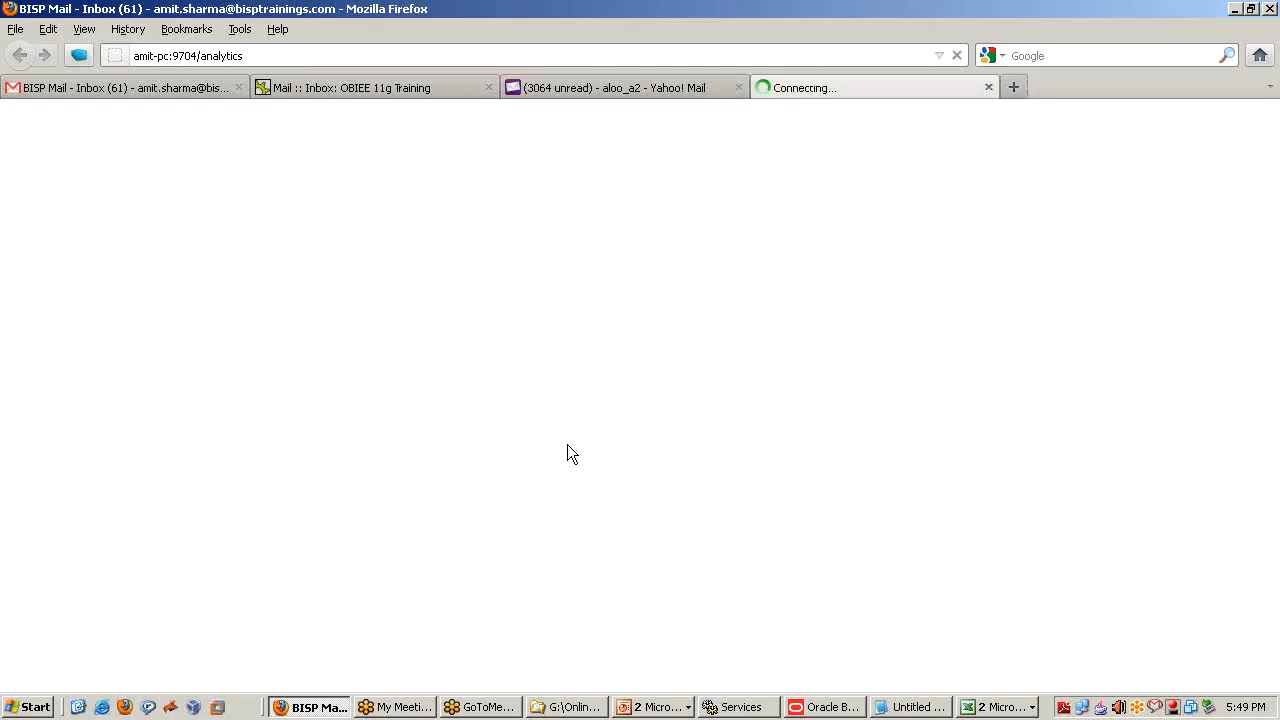 BISP Mail - Inbox (61) - amit.sharma@bisptrainings.com - Mozilla Firefox
File Edit View History Bookmarks Tools Help
amit-pc:9704/analytics
Google
BISP Mail - Inbox (61) - amit.sharma@bis...
Mail :: Inbox: OBIEE 11g Training
(3064 unread) - aloo_a2 - Yahoo! Mail
Connecting...
Start
BISP Ma...
My Meeti...
GoToMe...
G:\Onlin...
2 Micro...
Services
Oracle B...
Untitled ...
2 Micro...
5:49 PM